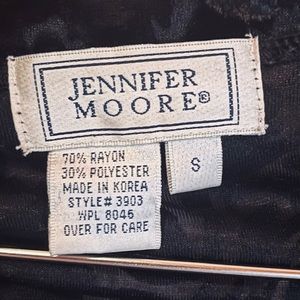 JENNIFER
MOORE®
70% RAYON
30% POLYESTER
MADE IN KOREA
STYLE# 3903
WPL 8046
OVER FOR CARE
S